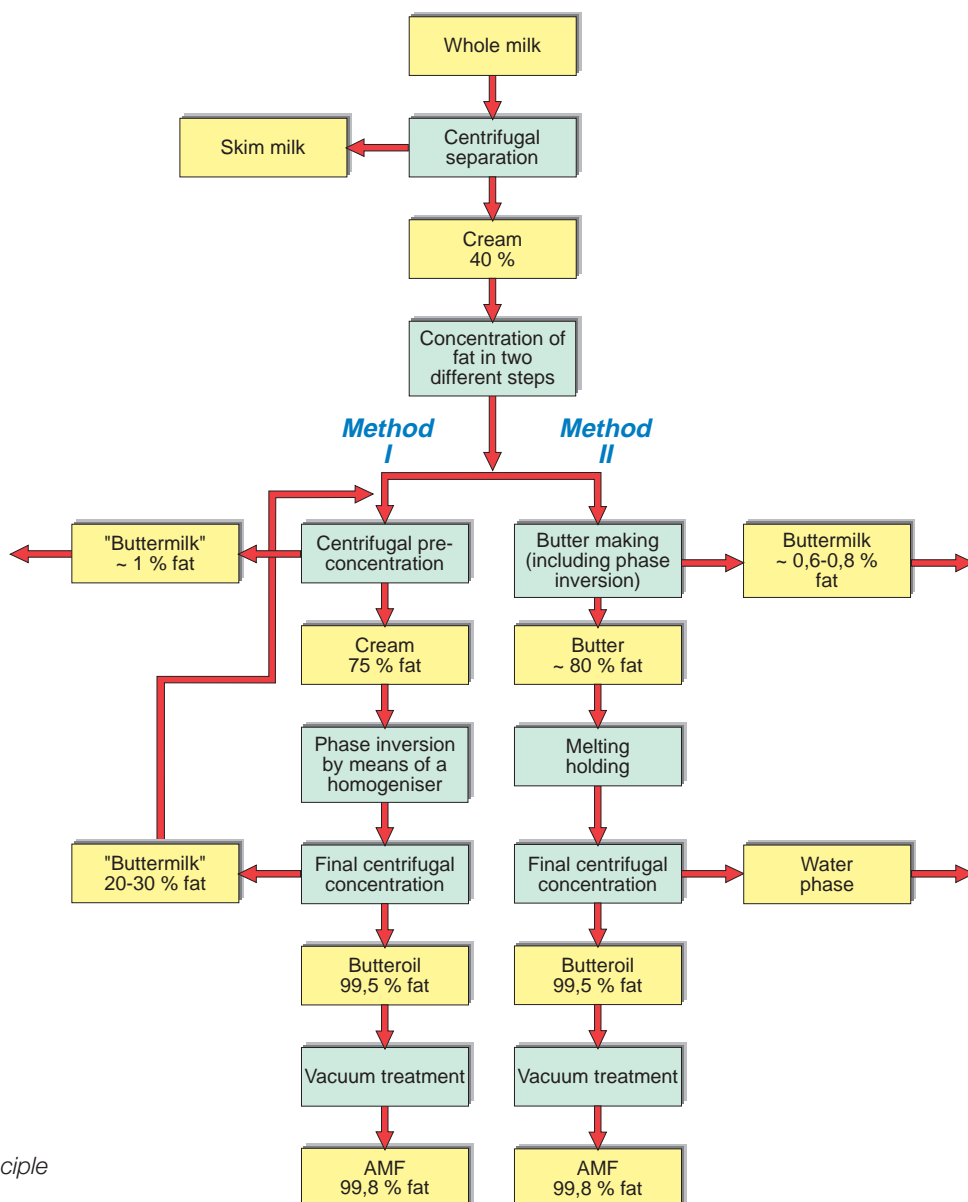 Whole milk
Skim milk
Centrifugal
separation
Cream
40 %
Concentration of
fat in two
different steps
Method
I
Method
II
"Buttermilk"
~ 1 % fat
Centrifugal pre-
concentration
Butter making
(including phase
inversion)
Buttermilk
~ 0,6-0,8 %
fat
Cream
75 % fat
Butter
~ 80 % fat
Phase inversion
by means of a
homogeniser
Melting
holding
"Buttermilk"
20-30 % fat
Final centrifugal
concentration
Final centrifugal
concentration
Water
phase
Butteroil
99,5 % fat
Butteroil
99,5 % fat
Vacuum treatment
Vacuum treatment
ciple
AMF
99,8 % fat
AMF
99,8 % fat